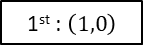 1ˢᵗ : (1,0)